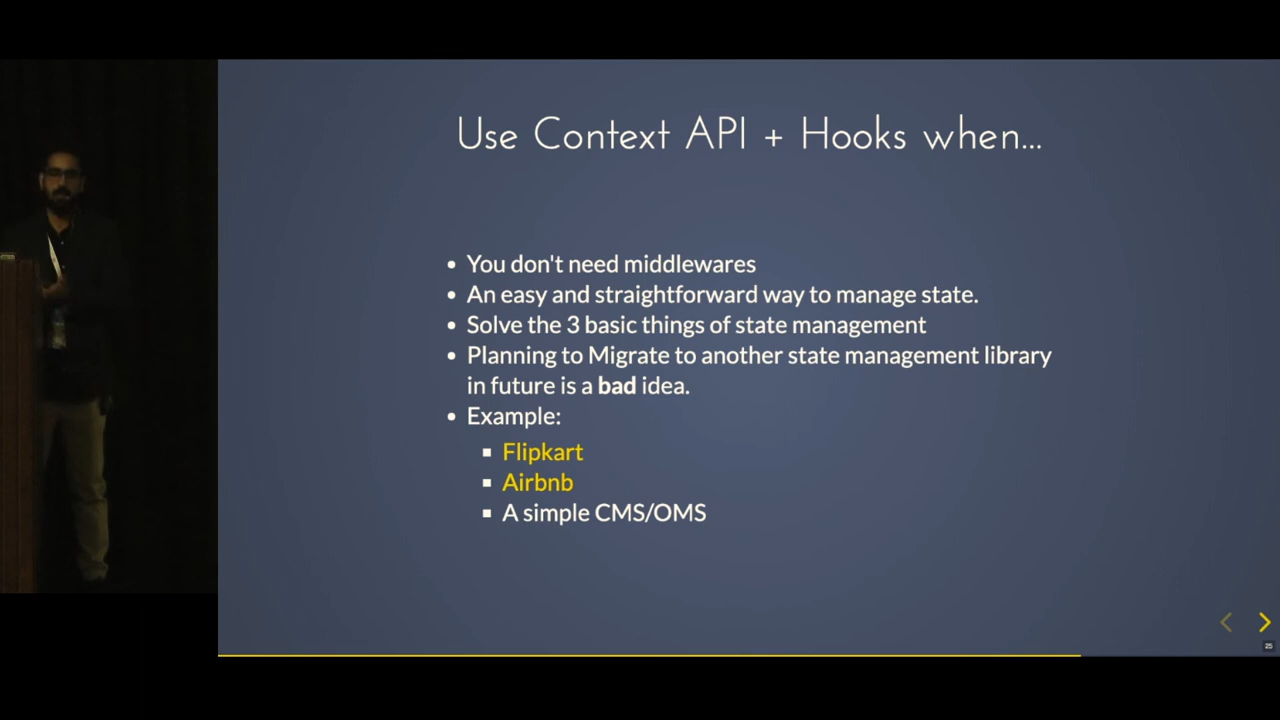 Use Context API + Hooks when...
You don't need middlewares
An easy and straightforward way to manage state.
Solve the 3 basic things of state management
Planning to Migrate to another state management library
in future is a bad idea.
Example:
Flipkart
Airbnb
A simple CMS/OMS
25